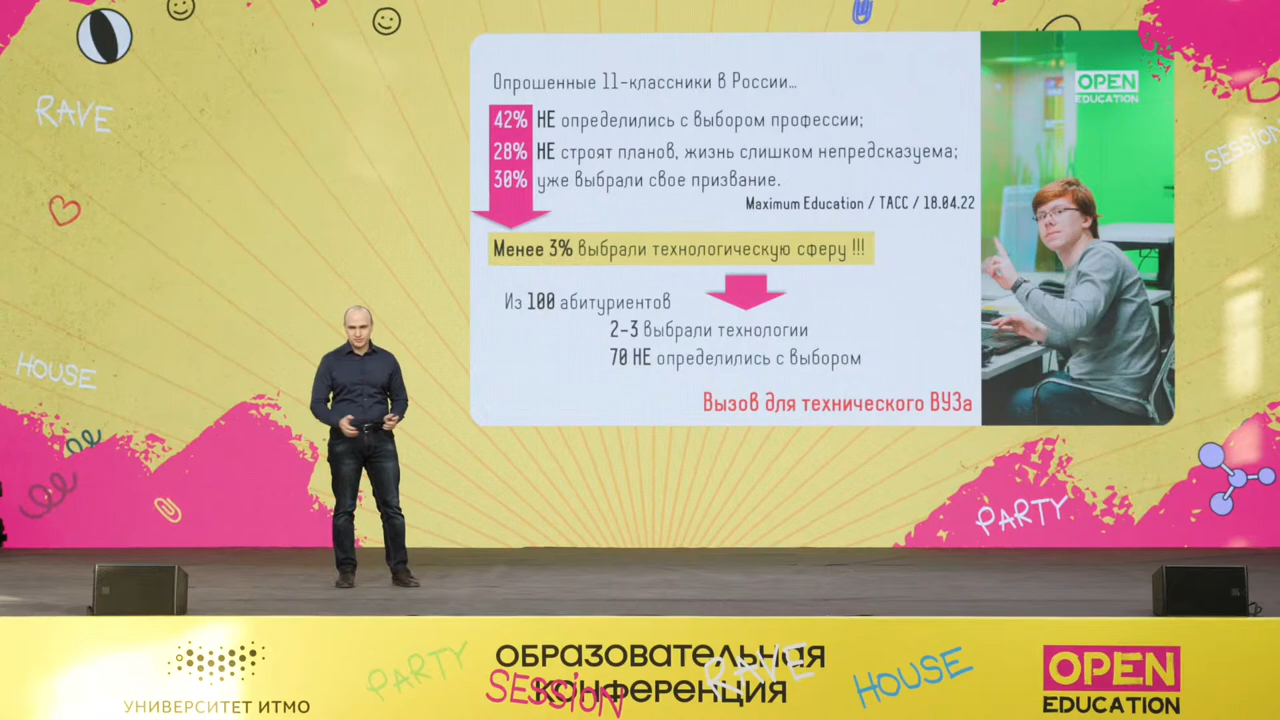 RAVE
SESSION
HOUSE
PARTY
Опрошенные 11-классники в России...
42% НЕ определились с выбором профессии;
28% НЕ строят планов, жизнь слишком непредсказуема;
30% уже выбрали свое призвание.
Maximum Education / ТАСС / 18.04.22
Менее 3% выбрали технологическую сферу !!!
Из 100 абитуриентов
2-3 выбрали технологии
70 НЕ определились с выбором
Вызов для технического ВУЗа
OPEN
EDUCATION
УНИВЕРСИТЕТ ИТМО
PARTY
ОБРАЗОВАТЕЛЬНАЯ
КОНФЕРЕНЦИЯ
SESSION
RAVE
HOUSE
OPEN
EDUCATION